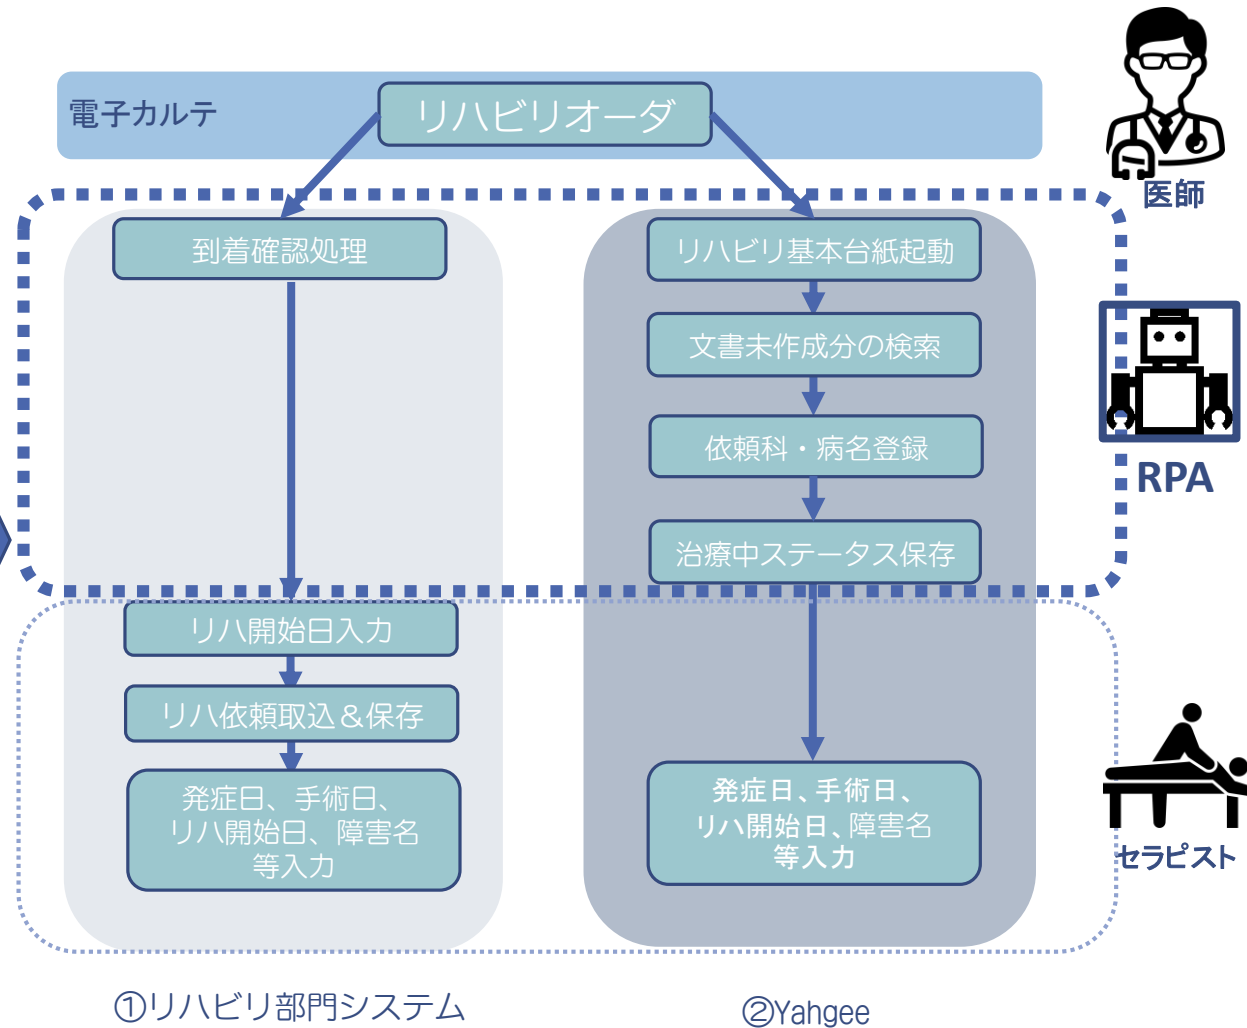 電子カルテ
リハビリオーダ
医師
到着確認処理
リハビリ基本台紙起動
文書未作成分の検索
依頼科・病名登録
治療中ステータス保存
RPA
リハ開始日入力
リハ依頼取込＆保存
発症日、手術日、
リハ開始日、障害名
等入力
発症日、手術日、
リハ開始日、障害名
等入力
セラピスト
①リハビリ部門システム
②Yahgee